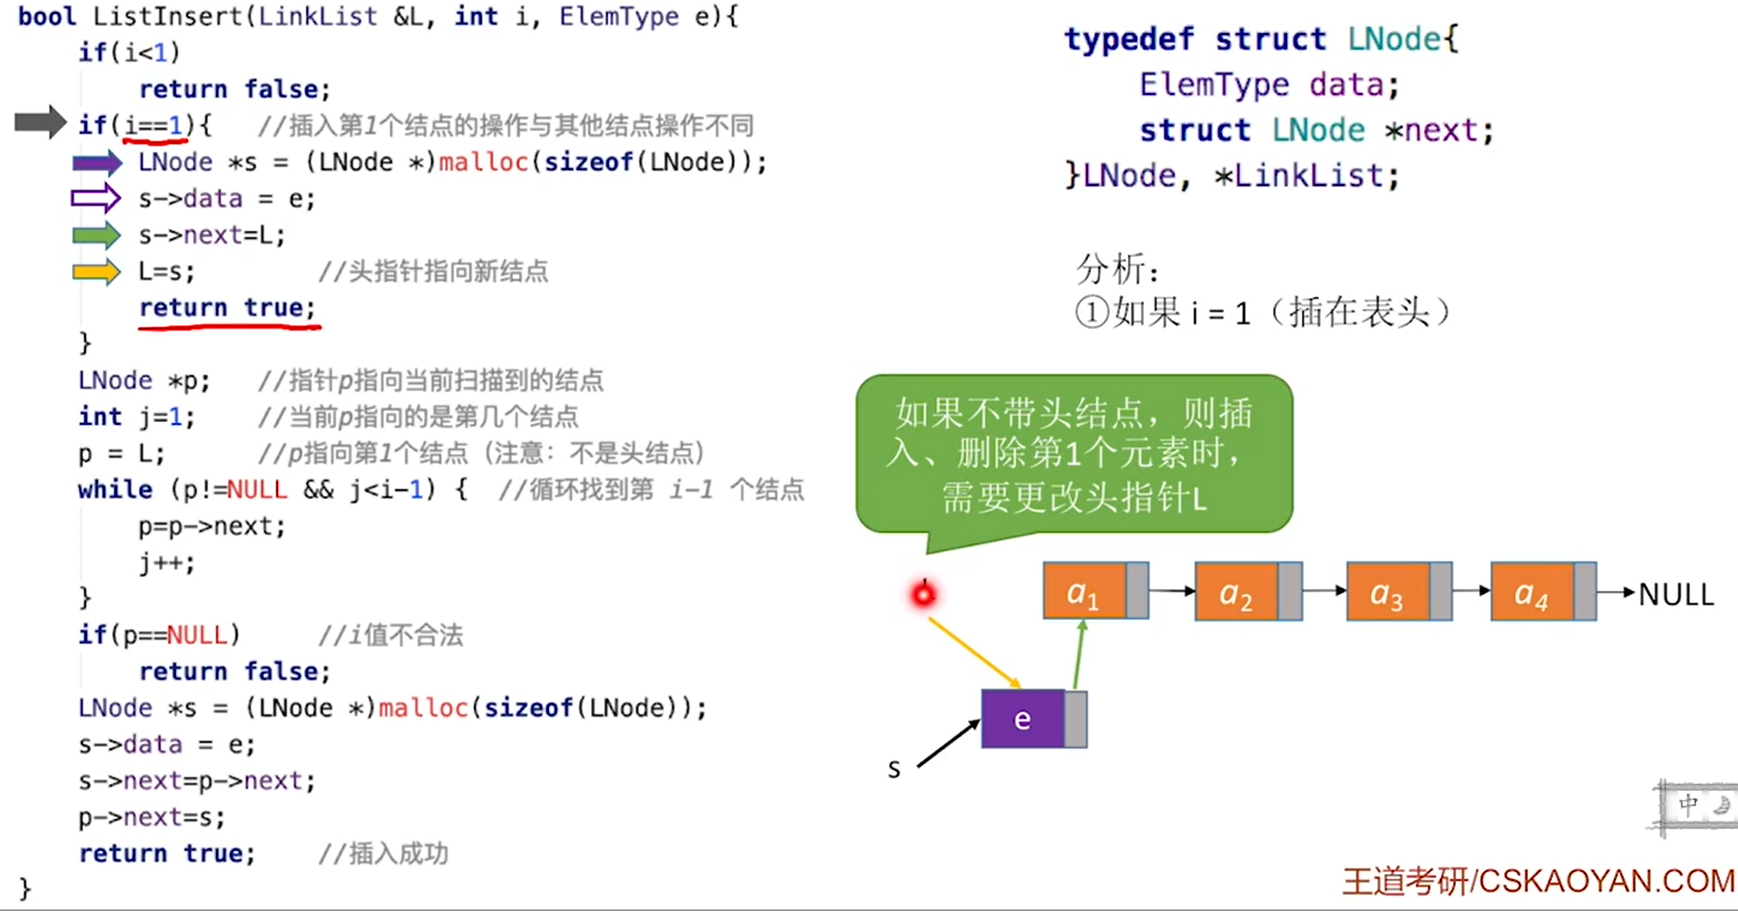 bool ListInsert(LinkList &L, int i, ElemType e){
if(i<1)
return false;
if(i==1){ //插入第1个结点的操作与其他结点操作不同
LNode *s = (LNode *)malloc(sizeof(LNode));
s->data = e;
s->next=L;
L=s; //头指针指向新结点
return true;
}
LNode *p; //指针p指向当前扫描到的结点
int j=1; //当前p指向的是第几个结点
p = L; //p指向第1个结点（注意：不是头结点）
while (p!=NULL && j<i-1) { //循环找到第 i-1 个结点
p=p->next;
j++;
}
if(p==NULL) //i值不合法
return false;
LNode *s = (LNode *)malloc(sizeof(LNode));
s->data = e;
s->next=p->next;
p->next=s;
return true; //插入成功
}
typedef struct LNode{
ElemType data;
struct LNode *next;
}LNode, *LinkList;
分析：
①如果 i = 1（插在表头）
如果不带头结点，则插
入、删除第1个元素时，
需要更改头指针L
a1 a2 a3 a4 NULL
e
s
中
王道考研/CSKAOYAN.COM